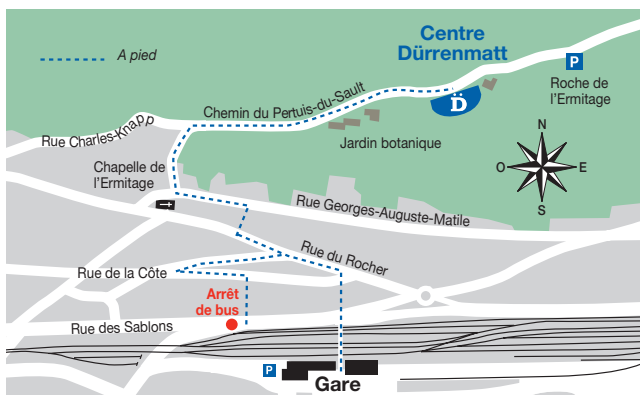 Centre
Dürrenmatt
P
A pied
D̈
Roche de
l'Ermitage
Chemin du Pertuis-du-Sault
Rue Charles-Knapp
Jardin botanique
N
O
E
S
Chapelle de
l'Ermitage
Rue Georges-Auguste-Matile
Rue du Rocher
Rue de la Côte
Arrêt
de bus
Rue des Sablons
P
Gare